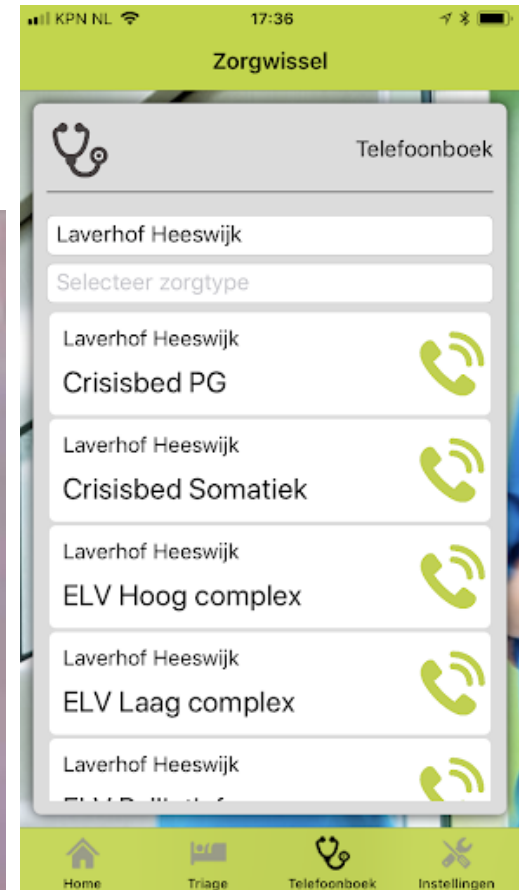 KPN NL 17:36
Zorgwissel
Telefoonboek
Laverhof Heeswijk
Selecteer zorgtype
Laverhof Heeswijk
Crisisbed PG
Laverhof Heeswijk
Crisisbed Somatiek
Laverhof Heeswijk
ELV Hoog complex
Laverhof Heeswijk
ELV Laag complex
Laverhof Heeswijk
Home Triage Telefoonboek Instellingen